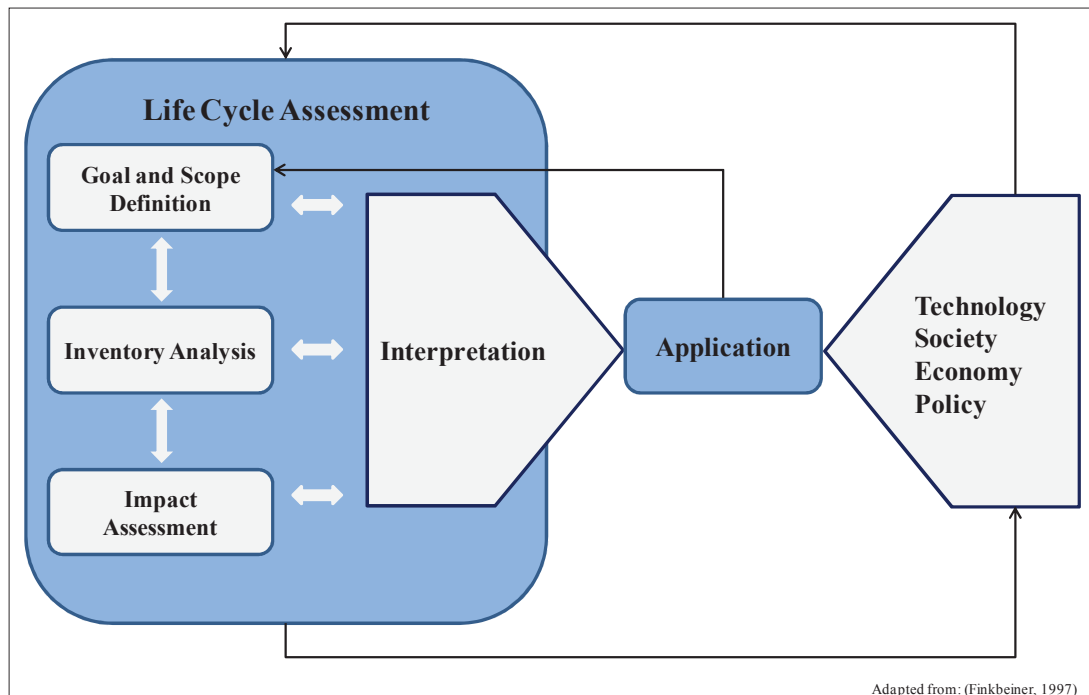 Life Cycle Assessment
Goal and Scope
Definition
Inventory Analysis
Impact
Assessment
Interpretation
Application
Technology
Society
Economy
Policy
Adapted from: (Finkbeiner, 1997)